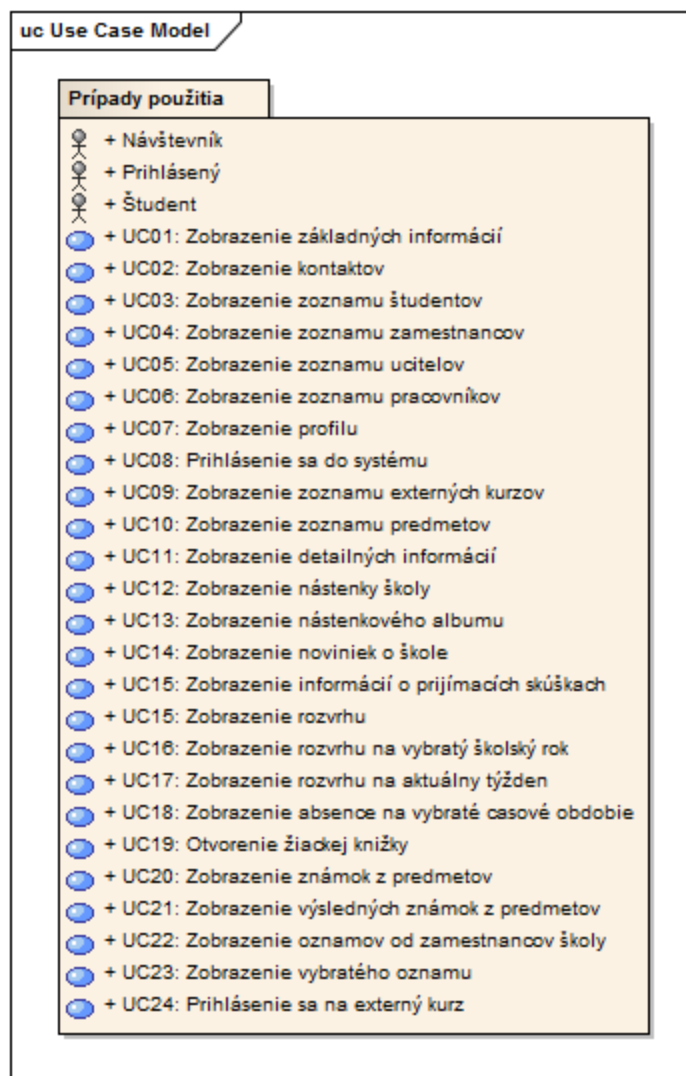 uc Use Case Model
Prípady použitia
+ Návštevník
+ Prihlásený
+ Študent
+ UC01: Zobrazenie základných informácií
+ UC02: Zobrazenie kontaktov
+ UC03: Zobrazenie zoznamu študentov
+ UC04: Zobrazenie zoznamu zamestnancov
+ UC05: Zobrazenie zoznamu ucitelov
+ UC06: Zobrazenie zoznamu pracovníkov
+ UC07: Zobrazenie profilu
+ UC08: Prihlásenie sa do systému
+ UC09: Zobrazenie zoznamu externých kurzov
+ UC10: Zobrazenie zoznamu predmetov
+ UC11: Zobrazenie detailných informácií
+ UC12: Zobrazenie nástenky školy
+ UC13: Zobrazenie nástenkového albumu
+ UC14: Zobrazenie noviniek o škole
+ UC15: Zobrazenie informácií o prijímacích skúškach
+ UC15: Zobrazenie rozvrhu
+ UC16: Zobrazenie rozvrhu na vybratý školský rok
+ UC17: Zobrazenie rozvrhu na aktuálny týžden
+ UC18: Zobrazenie absence na vybraté casové obdobie
+ UC19: Otvorenie žiackej knižky
+ UC20: Zobrazenie známok z predmetov
+ UC21: Zobrazenie výsledných známok z predmetov
+ UC22: Zobrazenie oznamov od zamestnancov školy
+ UC23: Zobrazenie vybratého oznamu
+ UC24: Prihlásenie sa na externý kurz